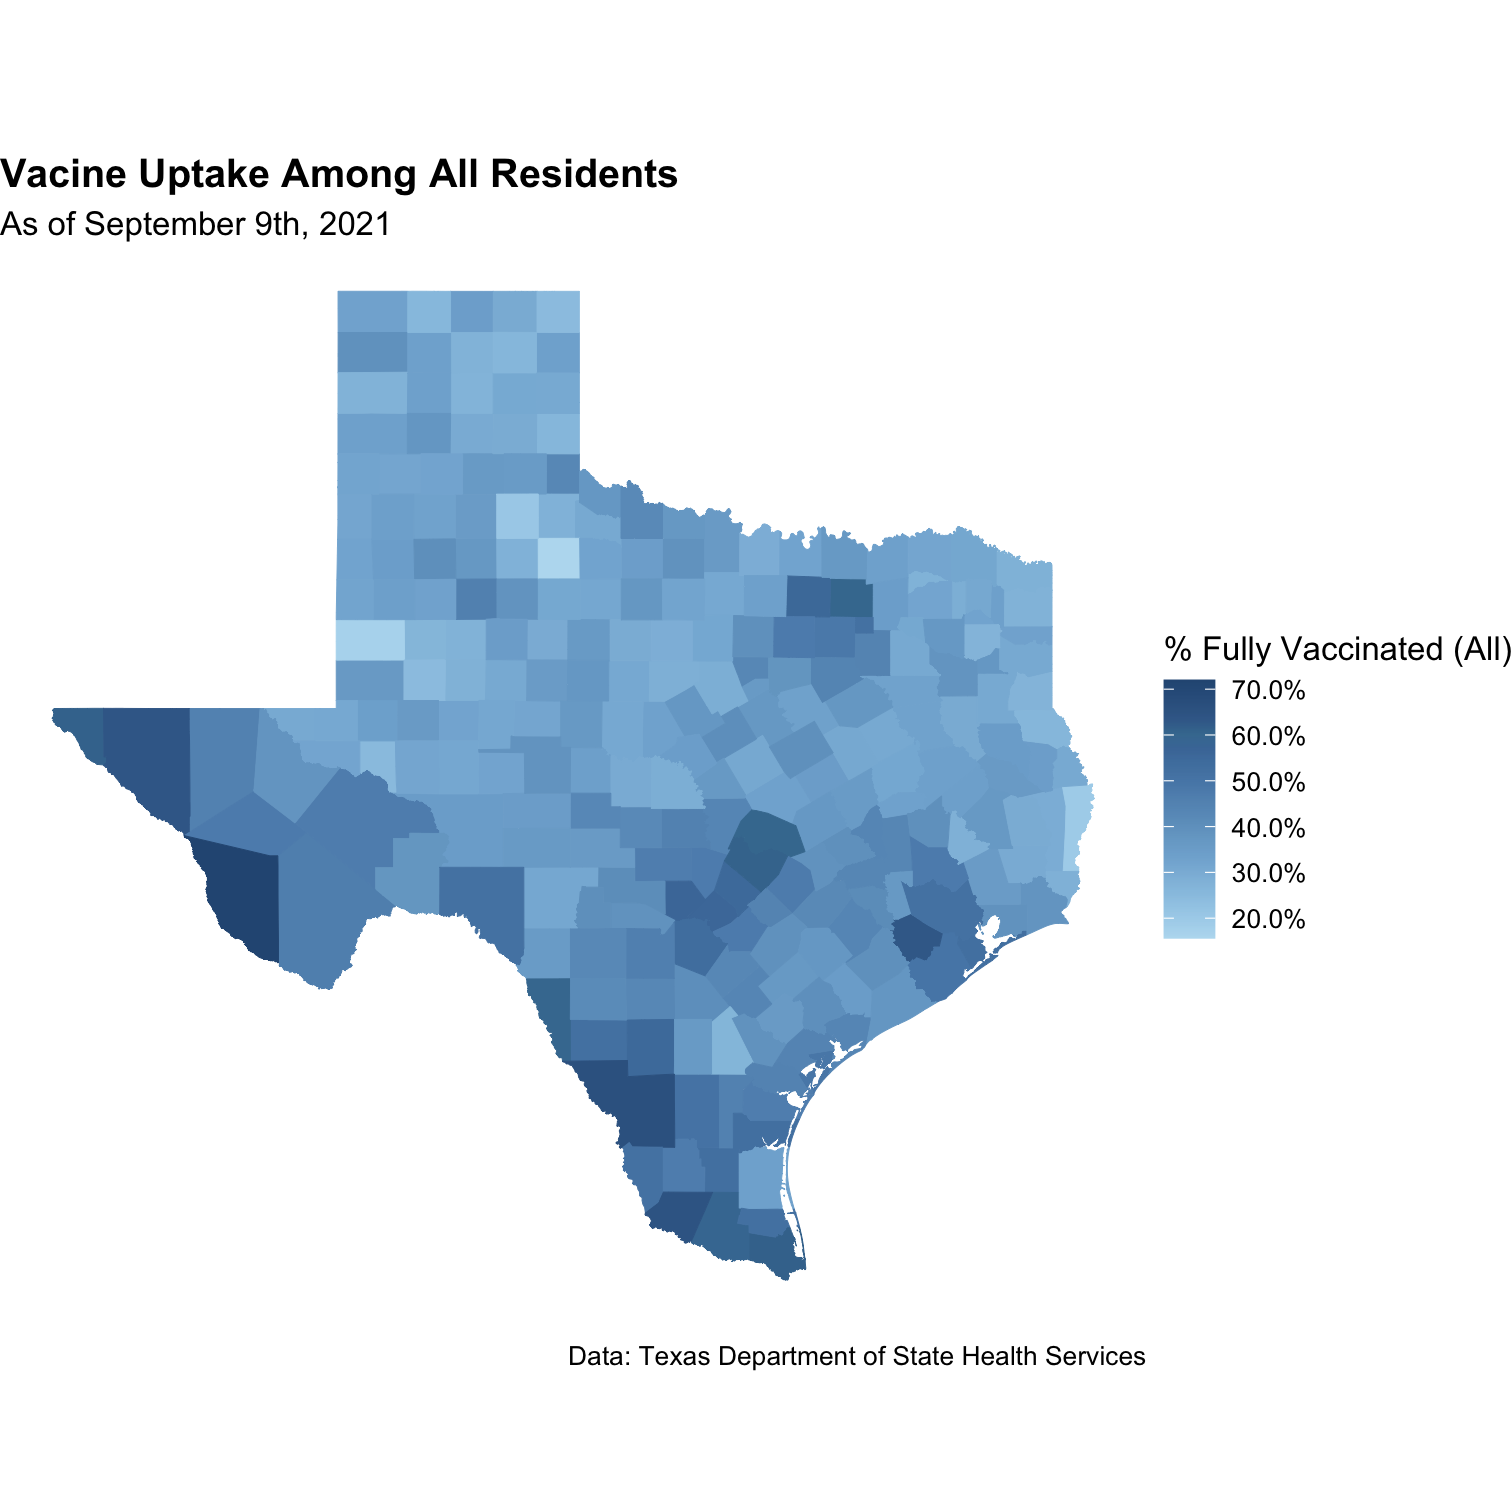 Vacine Uptake Among All Residents
As of September 9th, 2021
% Fully Vaccinated (All)
70.0%
60.0%
50.0%
40.0%
30.0%
20.0%
Data: Texas Department of State Health Services